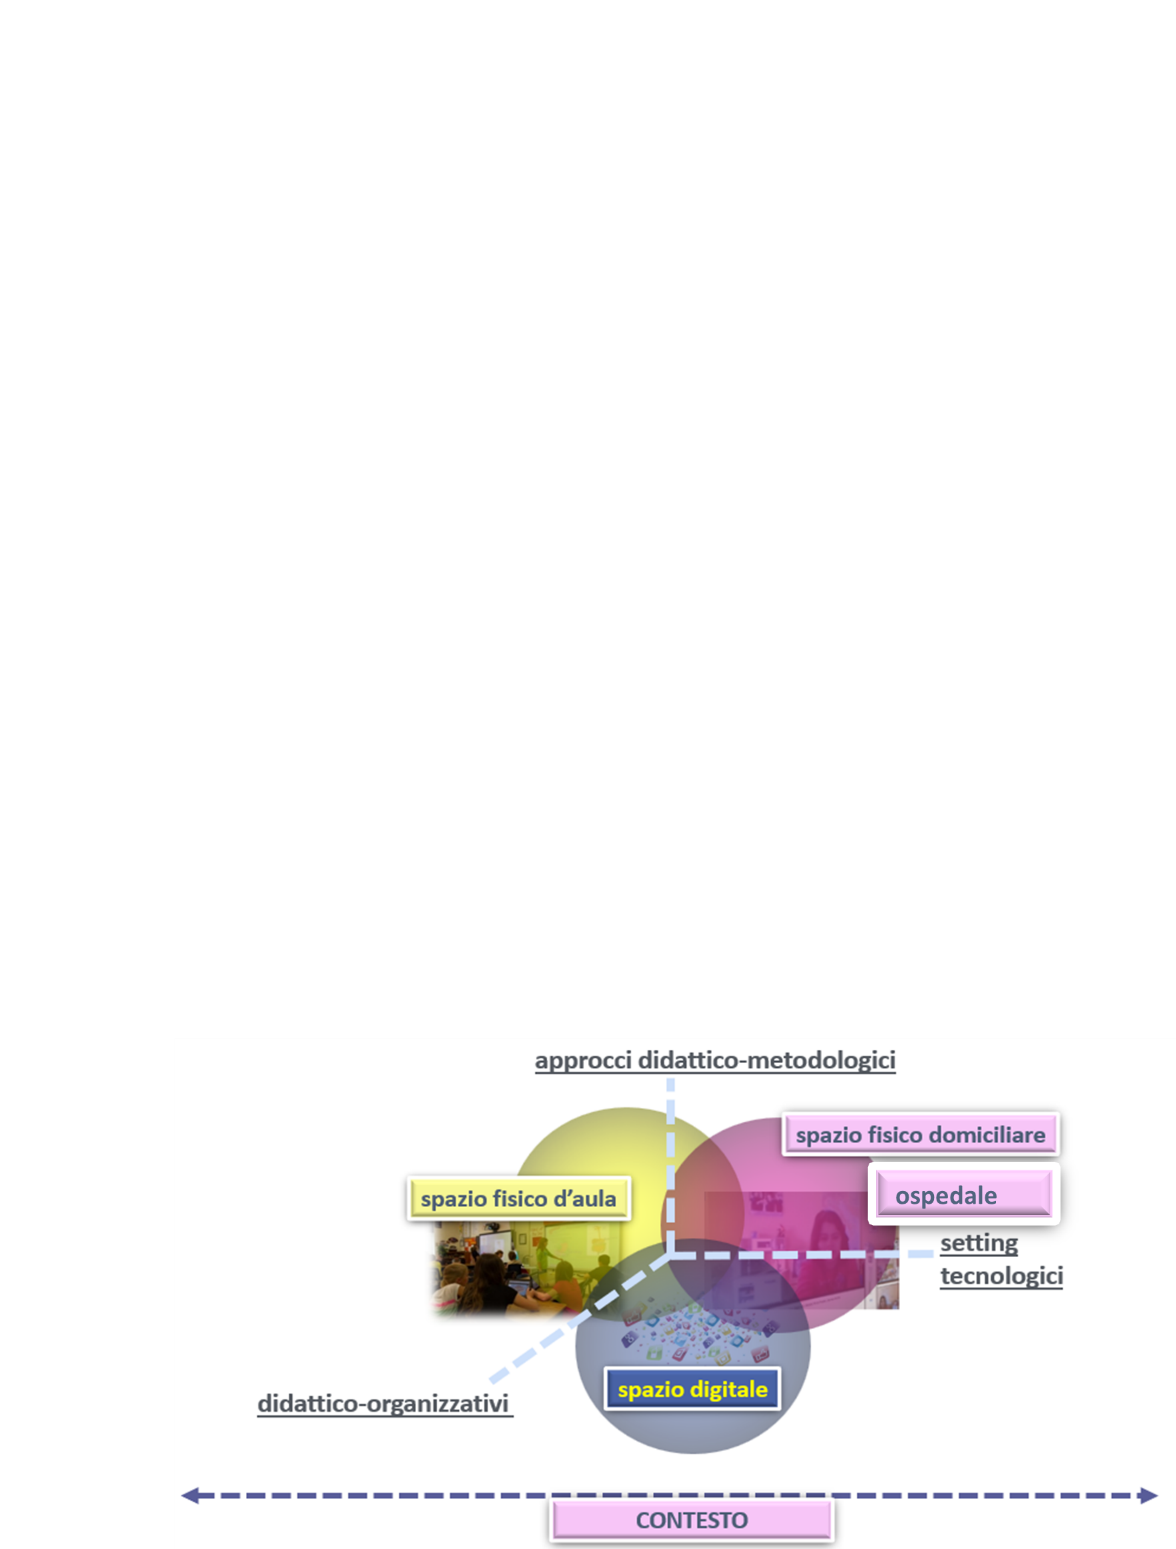 approcci didattico-metodologici
spazio fisico domiciliare
spazio fisico d’aula
ospedale
setting
tecnologici
spazio digitale
didattico-organizzativi
CONTESTO